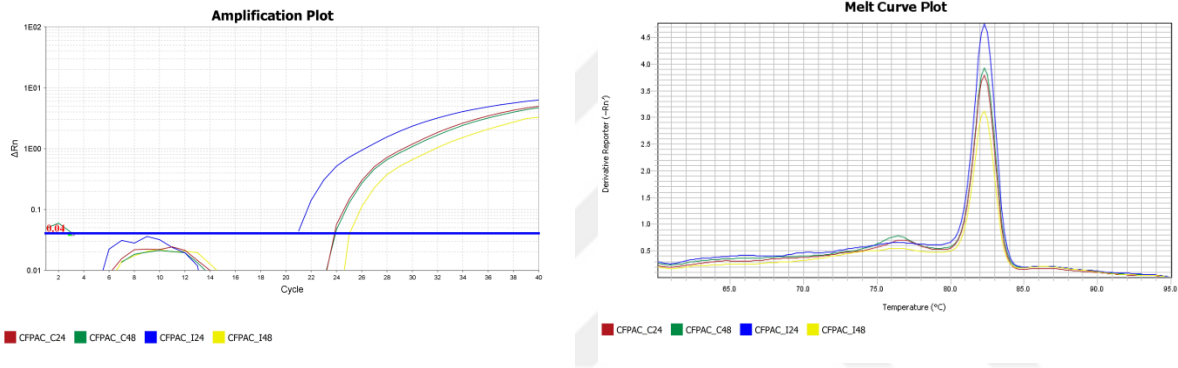 Amplification Plot
1E02
1E01
1E00
0.1
0.01
ΔRn
0.04
2 4 6 8 10 12 14 16 18 20 22 24 26 28 30 32 34 36 38 40
Cycle
CFPAC_C24 CFPAC_C48 CFPAC_I24 CFPAC_I48
Melt Curve Plot
4.5
4.0
3.5
3.0
2.5
2.0
1.5
1.0
0.5
Derivative Reporter (-Rn')
65.0 70.0 75.0 80.0 85.0 90.0 95.0
Temperature (°C)
CFPAC_C24 CFPAC_C48 CFPAC_I24 CFPAC_I48